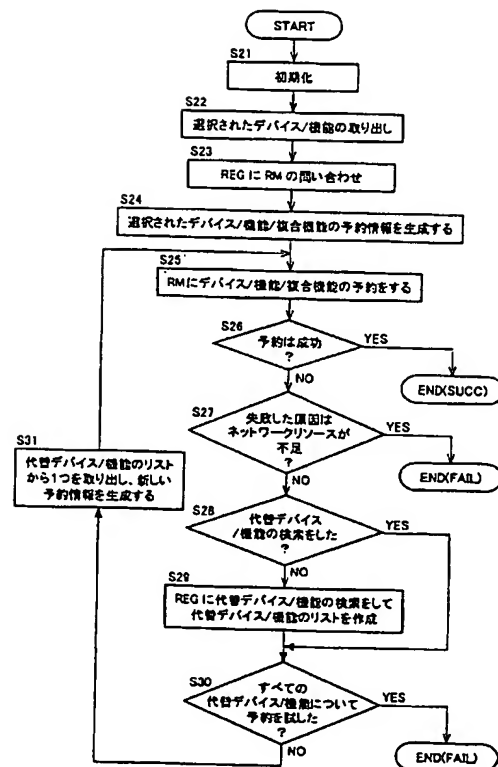 START
S21
初期化
S22
選択されたデバイス/機能の取り出し
S23
REGにRMの問い合わせ
S24
選択されたデバイス/機能/複合機能の予約情報を生成する
S25
RMにデバイス/機能/複合機能の予約をする
S26
予約は成功
?
YES
NO
END(SUCC)
S27
失敗した原因は
ネットワークリソースが
不足
?
YES
NO
END(FAIL)
S31
代替デバイス/機能のリスト
から1つを取り出し、新しい
予約情報を生成する
S28
代替デバイス
/機能の検索をした
?
YES
NO
S29
REGに代替デバイス/機能の検索をして
代替デバイス/機能のリストを作成
S30
すべての
代替デバイス/機能について
予約を試した
?
YES
NO
END(FAIL)